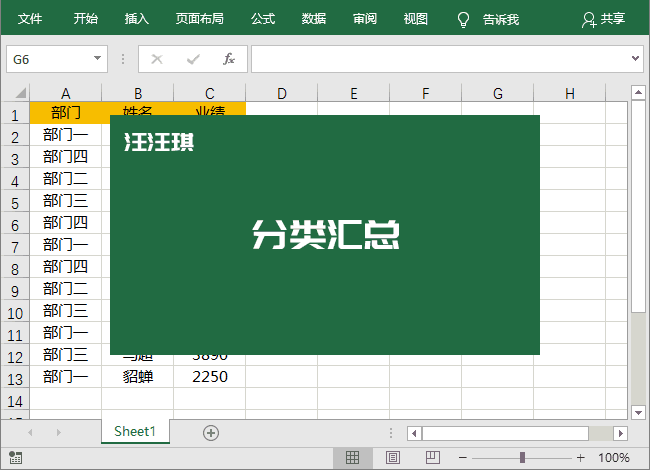 文件 开始 插入 页面布局 公式 数据 审阅 视图 告诉我 共享
G6 fx
A B C D E F G H
1 部门 姓名 业绩
2 部门一
汪汪琪
3 部门四
4 部门二
5 部门三
6 部门四
分类汇总
7 部门一
8 部门四
9 部门二
10 部门三
11 部门一
12 部门三 马超 3890
13 部门一 貂蝉 2250
14
Sheet1
100%